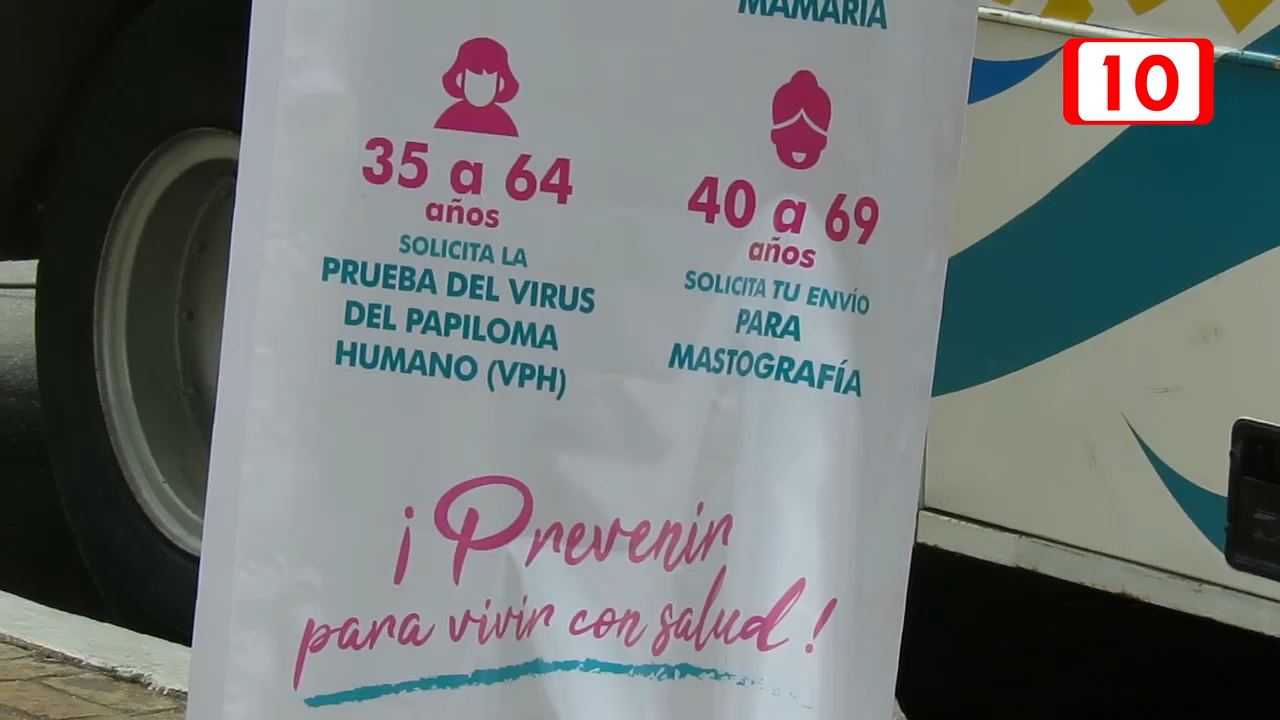 MAMARIA
10
35 a 64
años
SOLICITA LA
PRUEBA DEL VIRUS
DEL PAPILOMA
HUMANO (VPH)
40 a 69
años
SOLICITA TU ENVÍO
PARA
MASTOGRAFÍA
¡Prevenir
para vivir con salud!